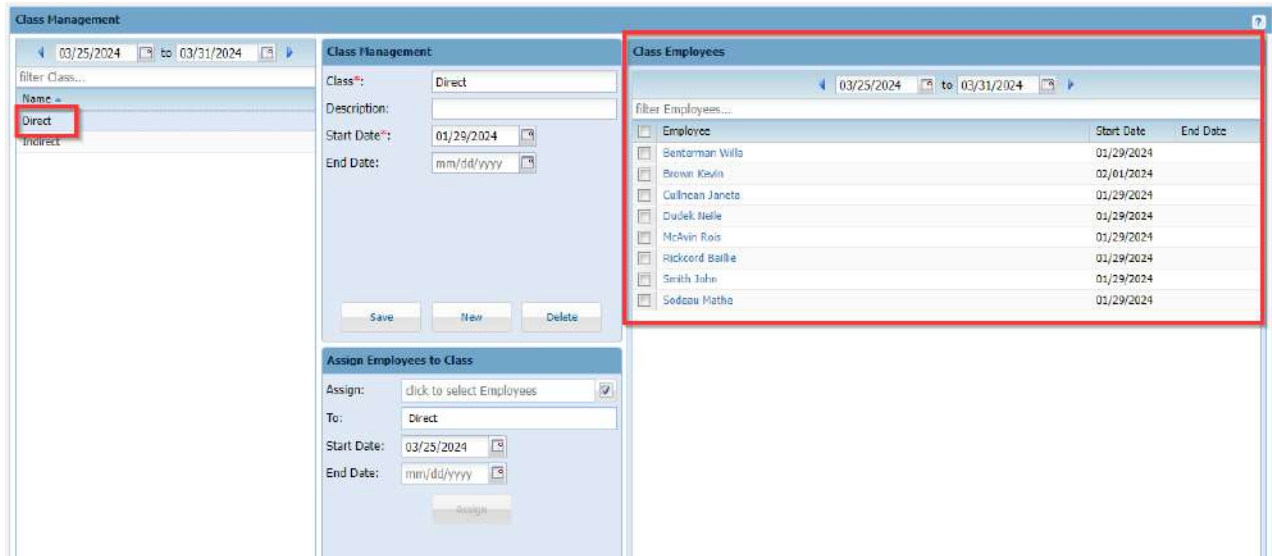 Class Management
03/25/2024 to 03/31/2024
filter Class...
Name
Direct
Indirect
Class Management
Class*: Direct
Description:
Start Date*: 01/29/2024
End Date: mm/dd/yyyy
Save New Delete
Assign Employees to Class
Assign: click to select Employees
To: Direct
Start Date: 03/25/2024
End Date: mm/dd/yyyy
Assign
Class Employees
03/25/2024 to 03/31/2024
filter Employees...
Employee Start Date End Date
Benterman Willa 01/29/2024
Brown Kevin 02/01/2024
Cullnean Janeta 01/29/2024
Dudek Nelle 01/29/2024
McAvin Rois 01/29/2024
Rickcord Baillie 01/29/2024
Smith John 01/29/2024
Sodeau Mathe 01/29/2024